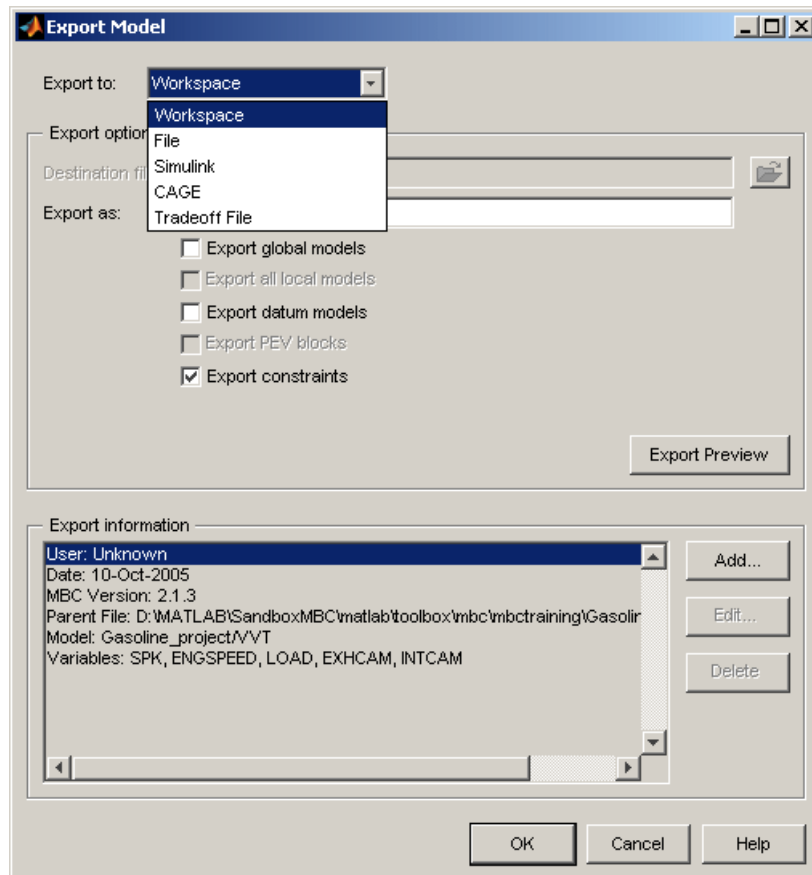 Export Model
Export to: Workspace
Workspace
Export option
File
Simulink
Destination fil
CAGE
Export as:
Tradeoff File
Export global models
Export all local models
Export datum models
Export PEV blocks
Export constraints
Export Preview
Export information
User: Unknown
Date: 10-Oct-2005
MBC Version: 2.1.3
Parent File: D:\MATLAB\SandboxMBC\matlab\toolbox\mbc\mbctraining\Gasolin
Model: Gasoline_project/VVT
Variables: SPK, ENGSPEED, LOAD, EXHCAM, INTCAM
Add...
Edit...
Delete
OK Cancel Help